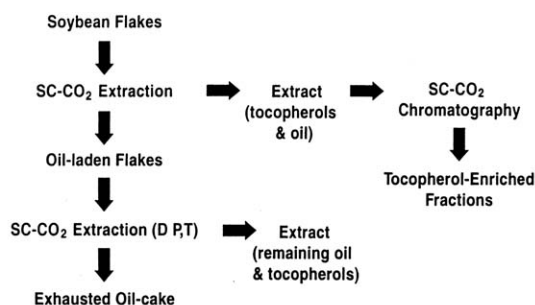 Soybean Flakes
SC-CO₂ Extraction
Extract
(tocopherols
& oil)
SC-CO₂
Chromatography
Oil-laden Flakes
Tocopherol-Enriched
Fractions
SC-CO₂ Extraction (D P,T)
Extract
(remaining oil
& tocopherols)
Exhausted Oil-cake